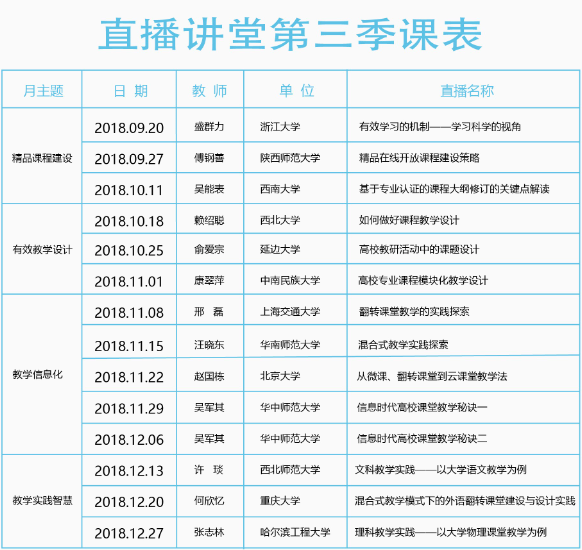 直播讲堂第三季课表
月主题 日 期 教 师 单 位 直播名称
精品课程建设 2018.09.20 盛群力 浙江大学 有效学习的机制——学习科学的视角
2018.09.27 傅钢善 陕西师范大学 精品在线开放课程建设策略
2018.10.11 吴能表 西南大学 基于专业认证的课程大纲修订的关键点解读
有效教学设计 2018.10.18 赖绍聪 西北大学 如何做好课程教学设计
2018.10.25 俞爱宗 延边大学 高校教研活动中的课题设计
2018.11.01 康翠萍 中南民族大学 高校专业课程模块化教学设计
教学信息化 2018.11.08 邢 磊 上海交通大学 翻转课堂教学的实践探索
2018.11.15 汪晓东 华南师范大学 混合式教学实践探索
2018.11.22 赵国栋 北京大学 从微课、翻转课堂到云课堂教学法
2018.11.29 吴军其 华中师范大学 信息时代高校课堂教学秘诀一
2018.12.06 吴军其 华中师范大学 信息时代高校课堂教学秘诀二
教学实践智慧 2018.12.13 许 琰 西北师范大学 文科教学实践——以大学语文教学为例
2018.12.20 何欣忆 重庆大学 混合式教学模式下的外语翻转课堂建设与设计实践
2018.12.27 张志林 哈尔滨工程大学 理科教学实践——以大学物理课堂教学为例